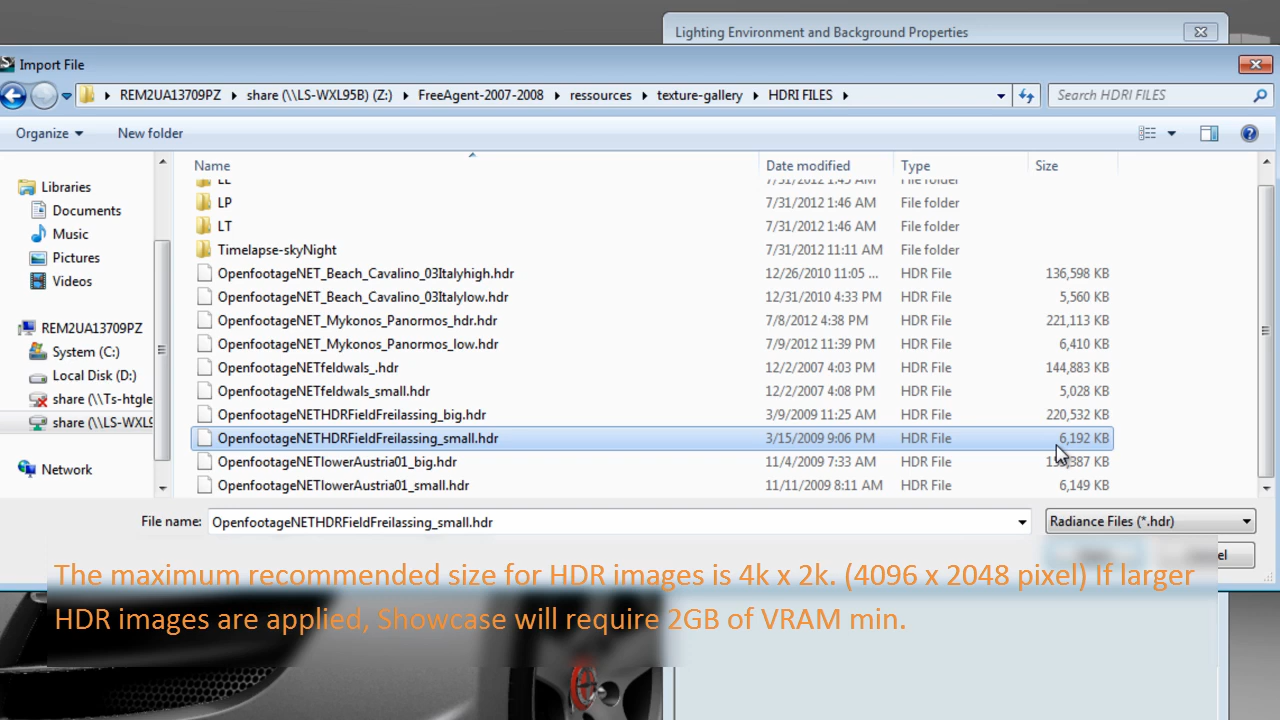 Lighting Environment and Background Properties
Import File
REM2UA13709PZ share (\\LS-WXL95B) (Z:) FreeAgent-2007-2008 ressources texture-gallery HDRI FILES Search HDRI FILES
Organize New folder
Name Date modified Type Size
LP 7/31/2012 1:46 AM File folder
LT 7/31/2012 1:46 AM File folder
Timelapse-skyNight 7/31/2012 11:11 AM File folder
OpenfootageNET_Beach_Cavalino_03Italyhigh.hdr 12/26/2010 11:05 ... HDR File 136,598 KB
OpenfootageNET_Beach_Cavalino_03Italylow.hdr 12/31/2010 4:33 PM HDR File 5,560 KB
OpenfootageNET_Mykonos_Panormos_hdr.hdr 7/8/2012 4:38 PM HDR File 221,113 KB
OpenfootageNET_Mykonos_Panormos_low.hdr 7/9/2012 11:39 PM HDR File 6,410 KB
OpenfootageNETfeldwals_.hdr 12/2/2007 4:03 PM HDR File 144,883 KB
OpenfootageNETfeldwals_small.hdr 12/2/2007 4:08 PM HDR File 5,028 KB
OpenfootageNETHDRFieldFreilassing_big.hdr 3/9/2009 11:25 AM HDR File 220,532 KB
OpenfootageNETHDRFieldFreilassing_small.hdr 3/15/2009 9:06 PM HDR File 6,192 KB
OpenfootageNETlowerAustria01_big.hdr 11/4/2009 7:33 AM HDR File
OpenfootageNETlowerAustria01_small.hdr 11/11/2009 8:11 AM HDR File 6,149 KB
Libraries
Documents
Music
Pictures
Videos
REM2UA13709PZ
System (C:)
Local Disk (D:)
share (\\Ts-htgle
share (\\LS-WXL9
Network
File name: OpenfootageNETHDRFieldFreilassing_small.hdr Radiance Files (*.hdr)
The maximum recommended size for HDR images is 4k x 2k. (4096 x 2048 pixel) If larger
HDR images are applied, Showcase will require 2GB of VRAM min.